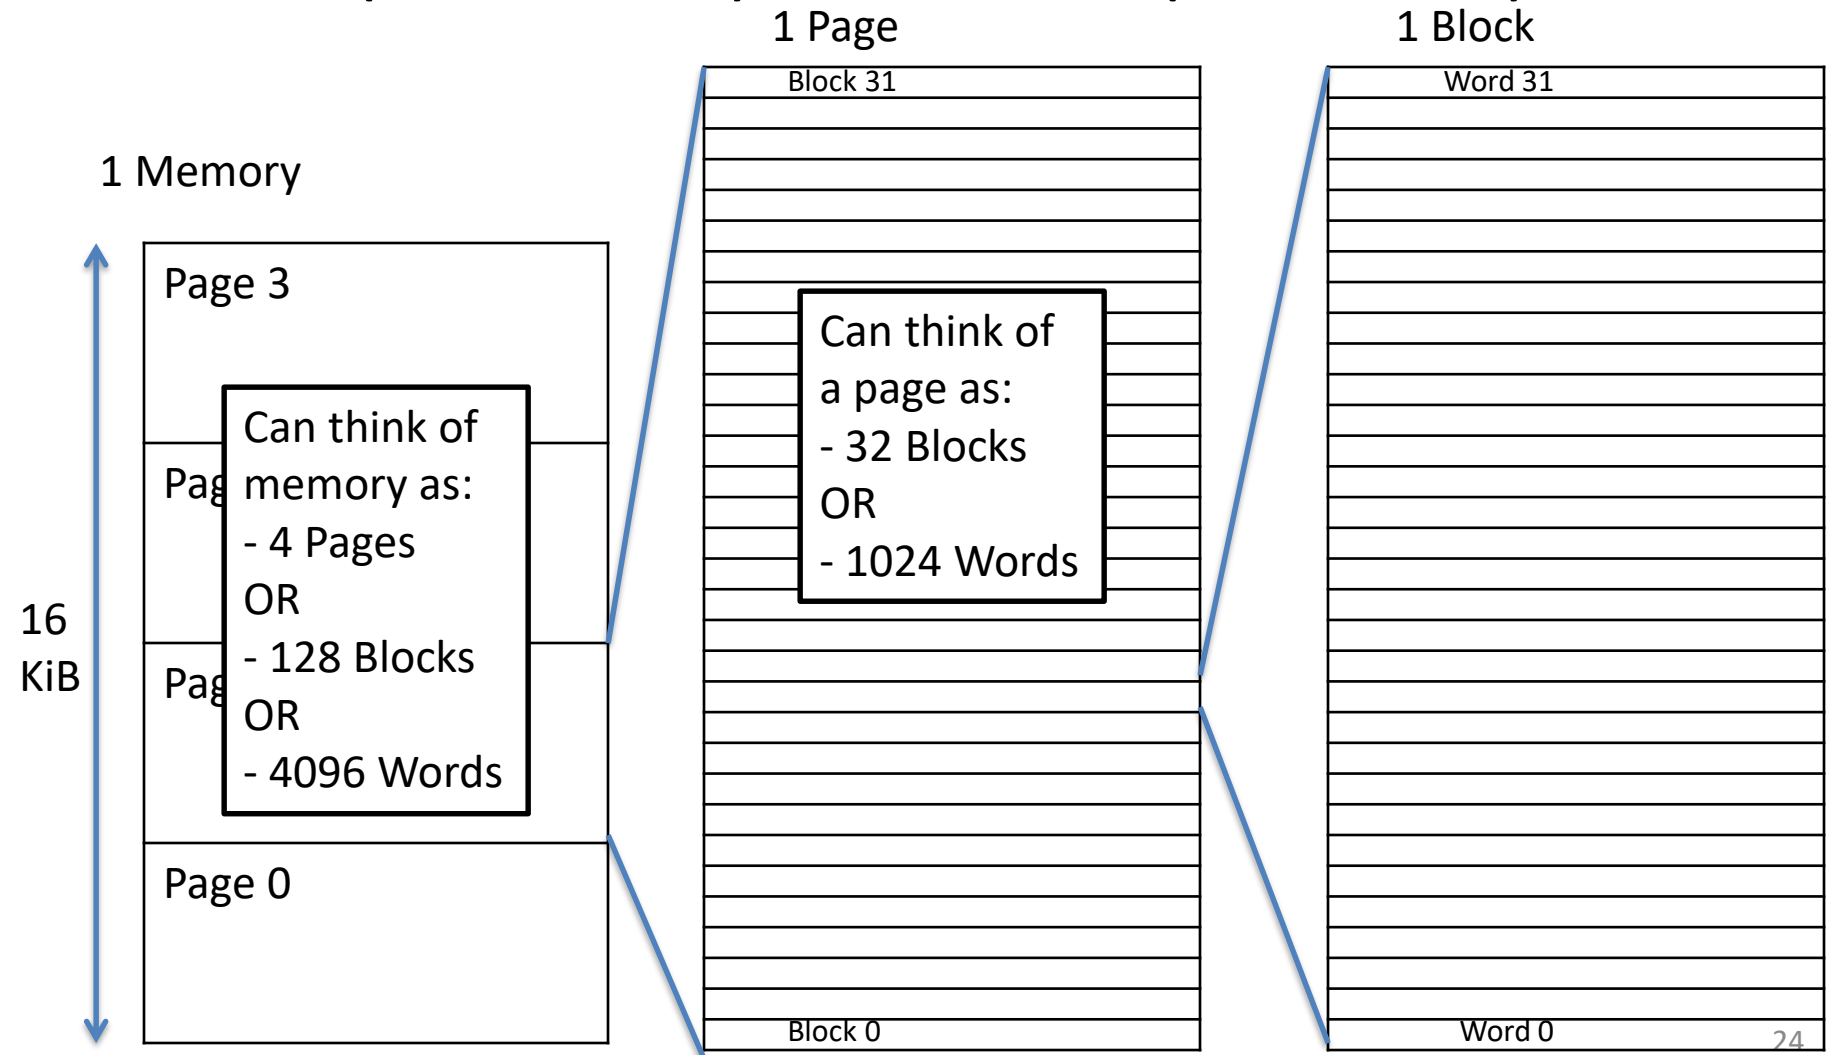 1 Memory
16
KiB
Page 3
Pag
Pag
Page 0
Can think of
memory as:
- 4 Pages
OR
- 128 Blocks
OR
- 4096 Words
1 Page
Block 31
Can think of
a page as:
- 32 Blocks
OR
- 1024 Words
Block 0
1 Block
Word 31
Word 0
24